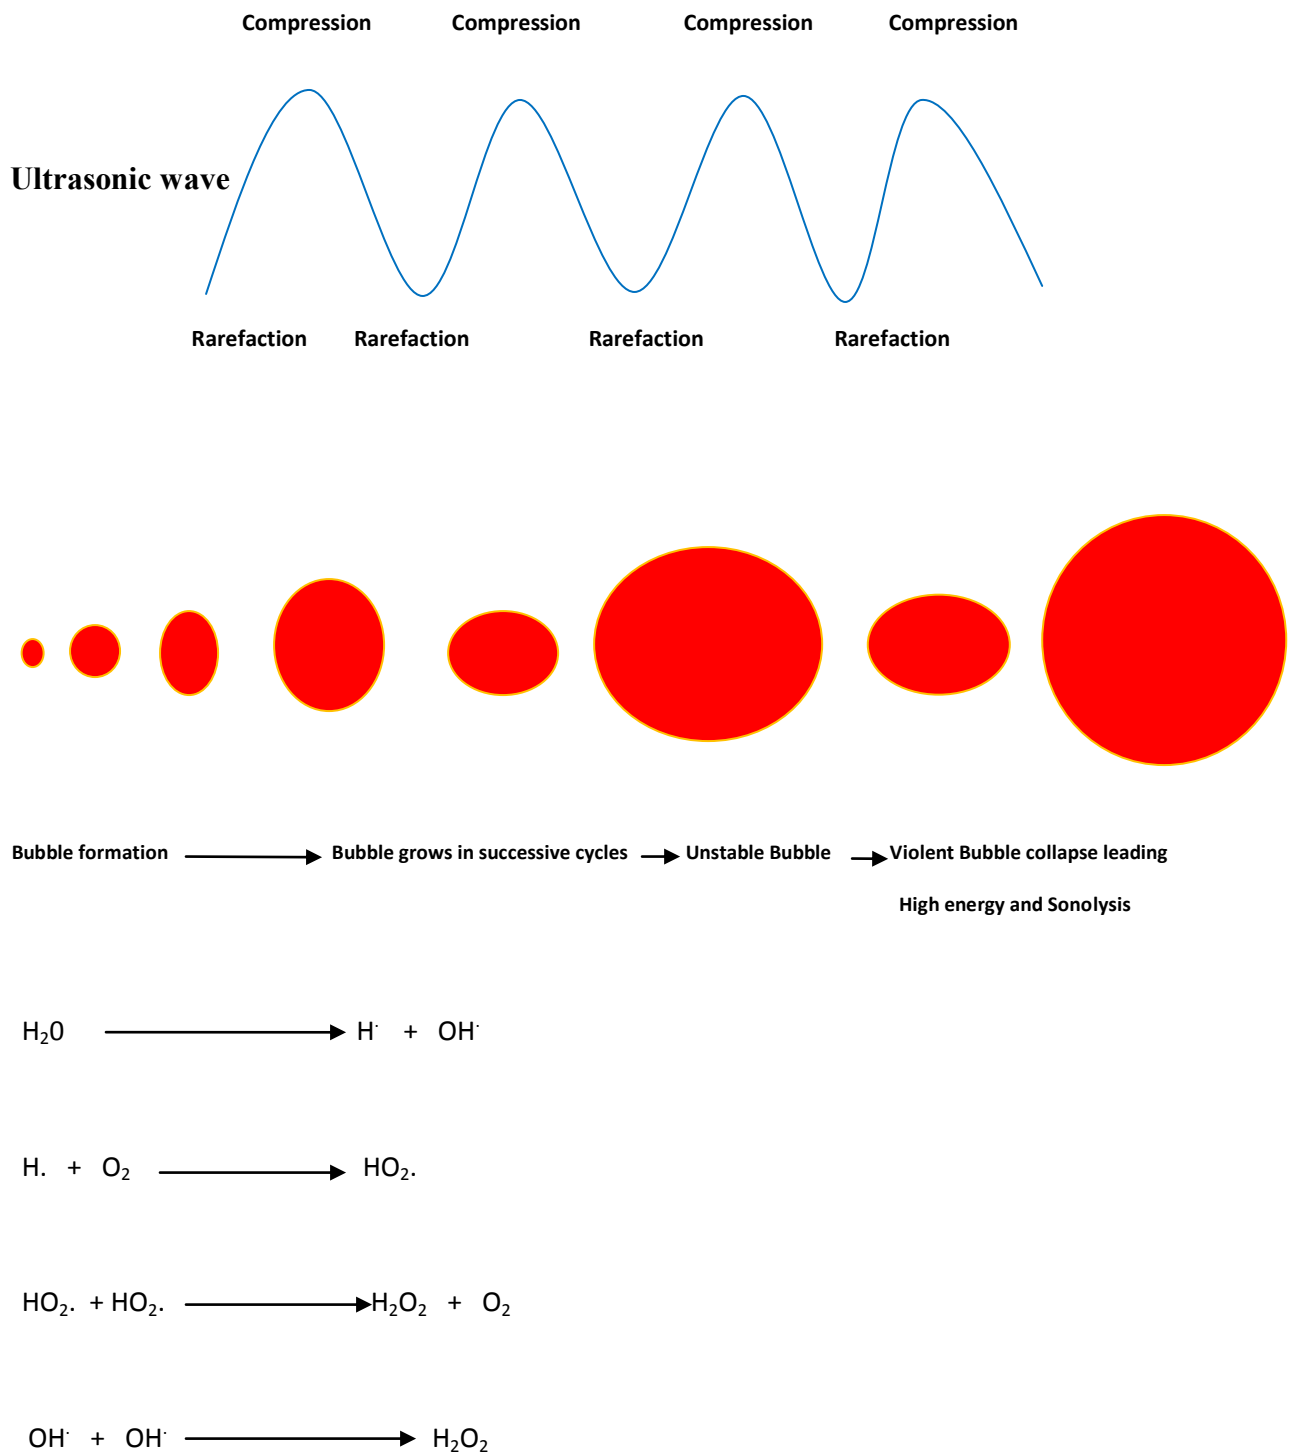 Compression Compression Compression Compression
Ultrasonic wave
Rarefaction Rarefaction Rarefaction Rarefaction
Bubble formation Bubble grows in successive cycles Unstable Bubble Violent Bubble collapse leading
High energy and Sonolysis
H₂0 H· + OH·
H. + O₂ HO₂.
HO₂. + HO₂. H₂O₂ + O₂
OH· + OH· H₂O₂